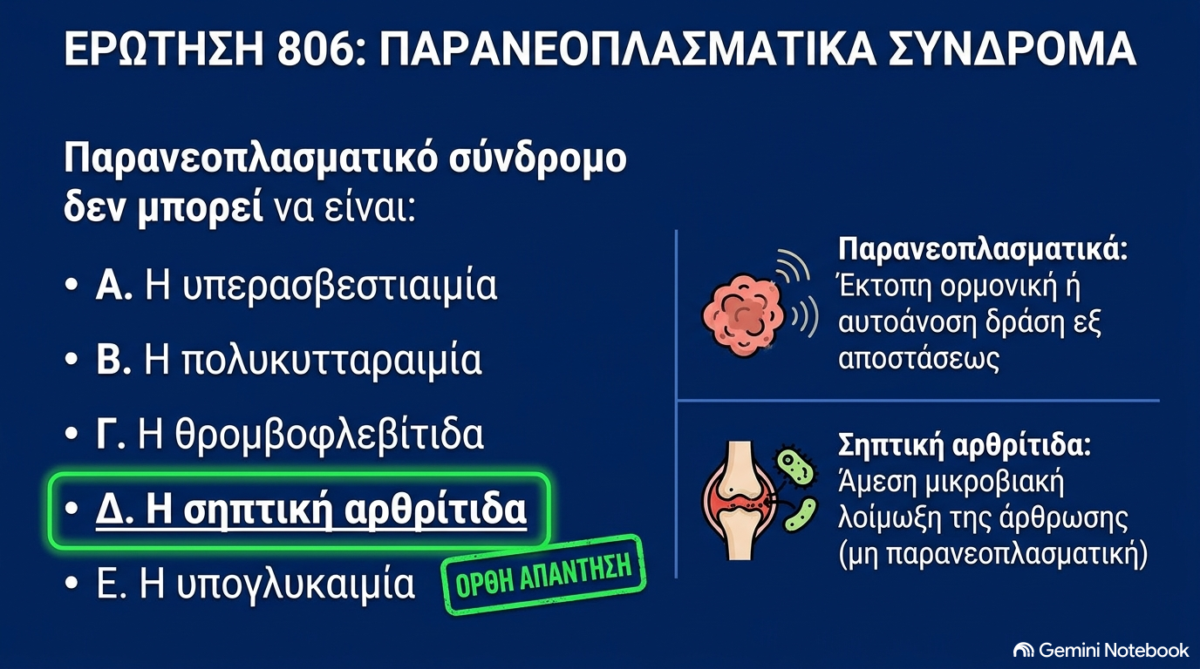 ΕΡΩΤΗΣΗ 806: ΠΑΡΑΝΕΟΠΛΑΣΜΑΤΙΚΑ ΣΥΝΔΡΟΜΑ
Παρανεοπλασματικό σύνδρομο
δεν μπορεί να είναι:
• Α. Η υπερασβεστιαιμία
• Β. Η πολυκυτταραιμία
• Γ. Η θρομβοφλεβίτιδα
• Δ. Η σηπτική αρθρίτιδα
• Ε. Η υπογλυκαιμία
ΟΡΘΗ ΑΠΑΝΤΗΣΗ
Παρανεοπλασματικά:
Έκτοπη ορμονική ή
αυτοάνοση δράση εξ
αποστάσεως
Σηπτική αρθρίτιδα:
Άμεση μικροβιακή
λοίμωξη της άρθρωσης
(μη παρανεοπλασματική)
Gemini Notebook